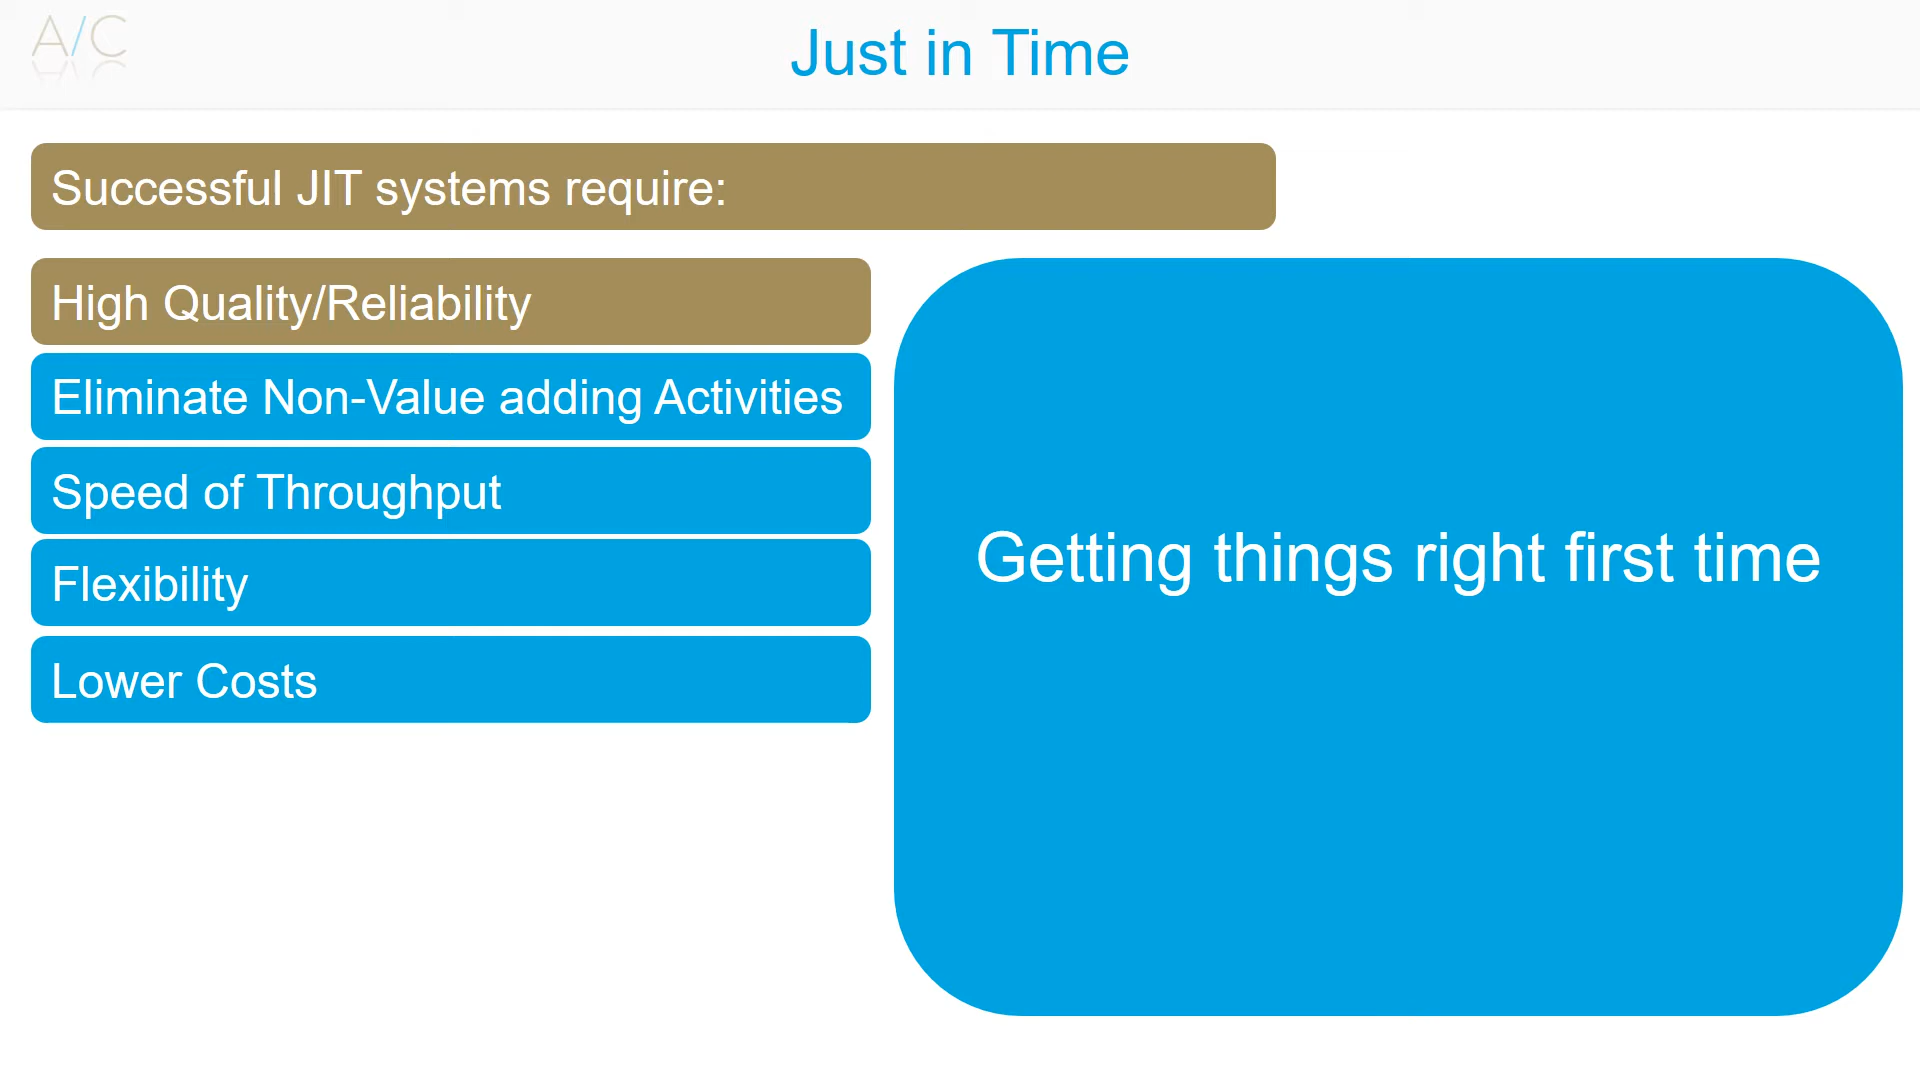 A/C
Just in Time
Successful JIT systems require:
High Quality/Reliability
Eliminate Non-Value adding Activities
Speed of Throughput
Flexibility
Lower Costs
Getting things right first time